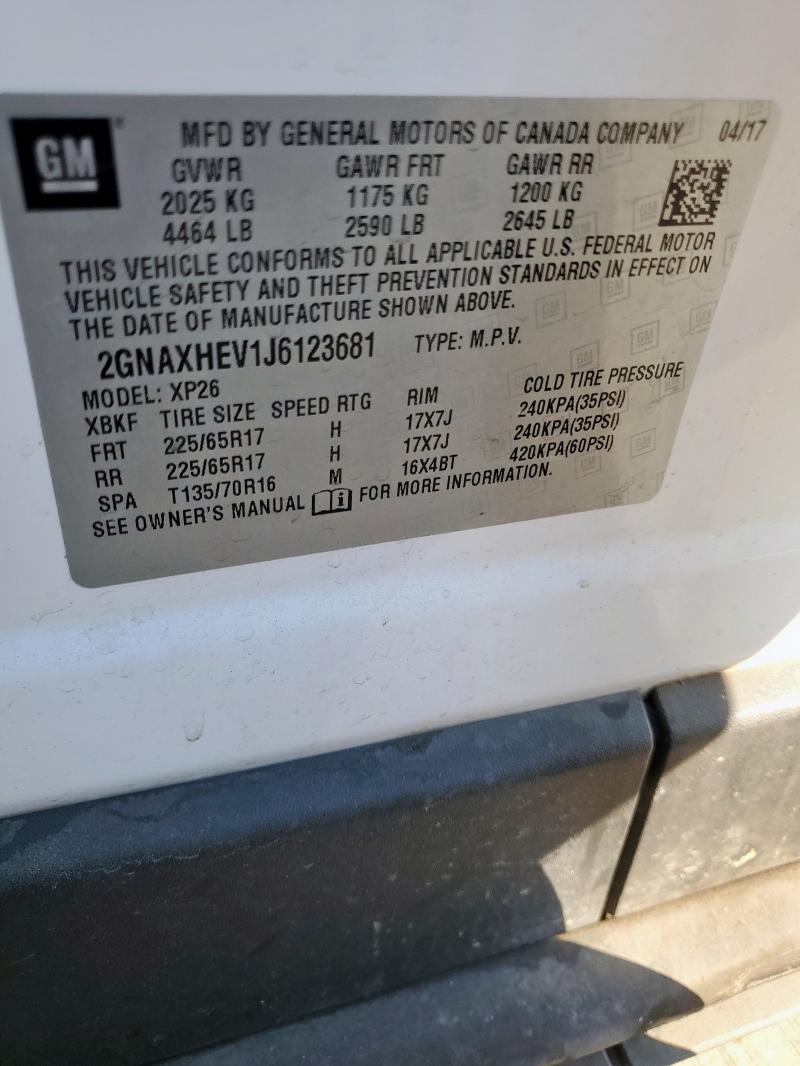 GM
MFD BY GENERAL MOTORS OF CANADA COMPANY 04/17
GVWR GAWR FRT GAWR RR
2025 KG 1175 KG 1200 KG
4464 LB 2590 LB 2645 LB
THIS VEHICLE CONFORMS TO ALL APPLICABLE U.S. FEDERAL MOTOR
VEHICLE SAFETY AND THEFT PREVENTION STANDARDS IN EFFECT ON
THE DATE OF MANUFACTURE SHOWN ABOVE.
2GNAXHEV1J6123681 TYPE: M.P.V.
MODEL: XP26
XBKF TIRE SIZE SPEED RTG RIM COLD TIRE PRESSURE
FRT 225/65R17 H 17X7J 240KPA(35PSI)
RR 225/65R17 H 17X7J 240KPA(35PSI)
SPA T135/70R16 M 16X4BT 420KPA(60PSI)
SEE OWNER'S MANUAL FOR MORE INFORMATION.